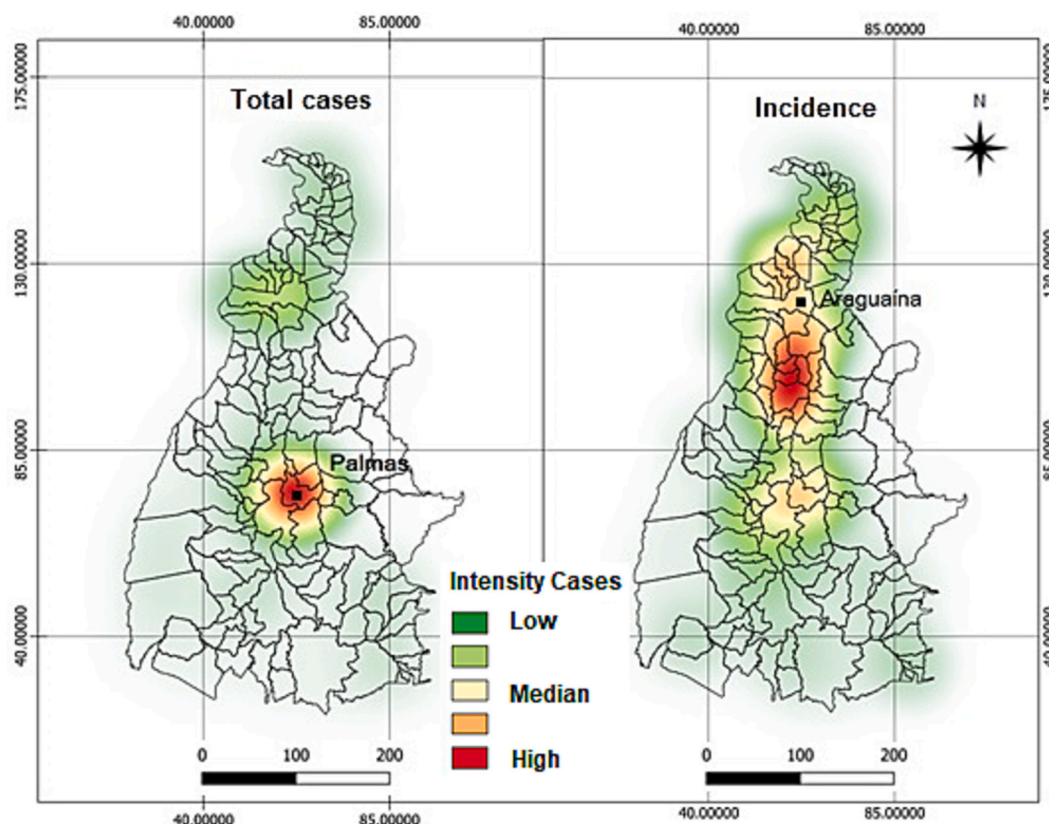 40.00000 85.00000 40.00000 85.00000
175.00000 175.00000
Total cases Incidence
N
130.00000 130.00000
Araguaína
85.00000 85.00000
Palmas
Intensity Cases
Low
40.00000 40.00000
Median
High
0 100 200 0 100 200
40.00000 85.00000 40.00000 85.00000